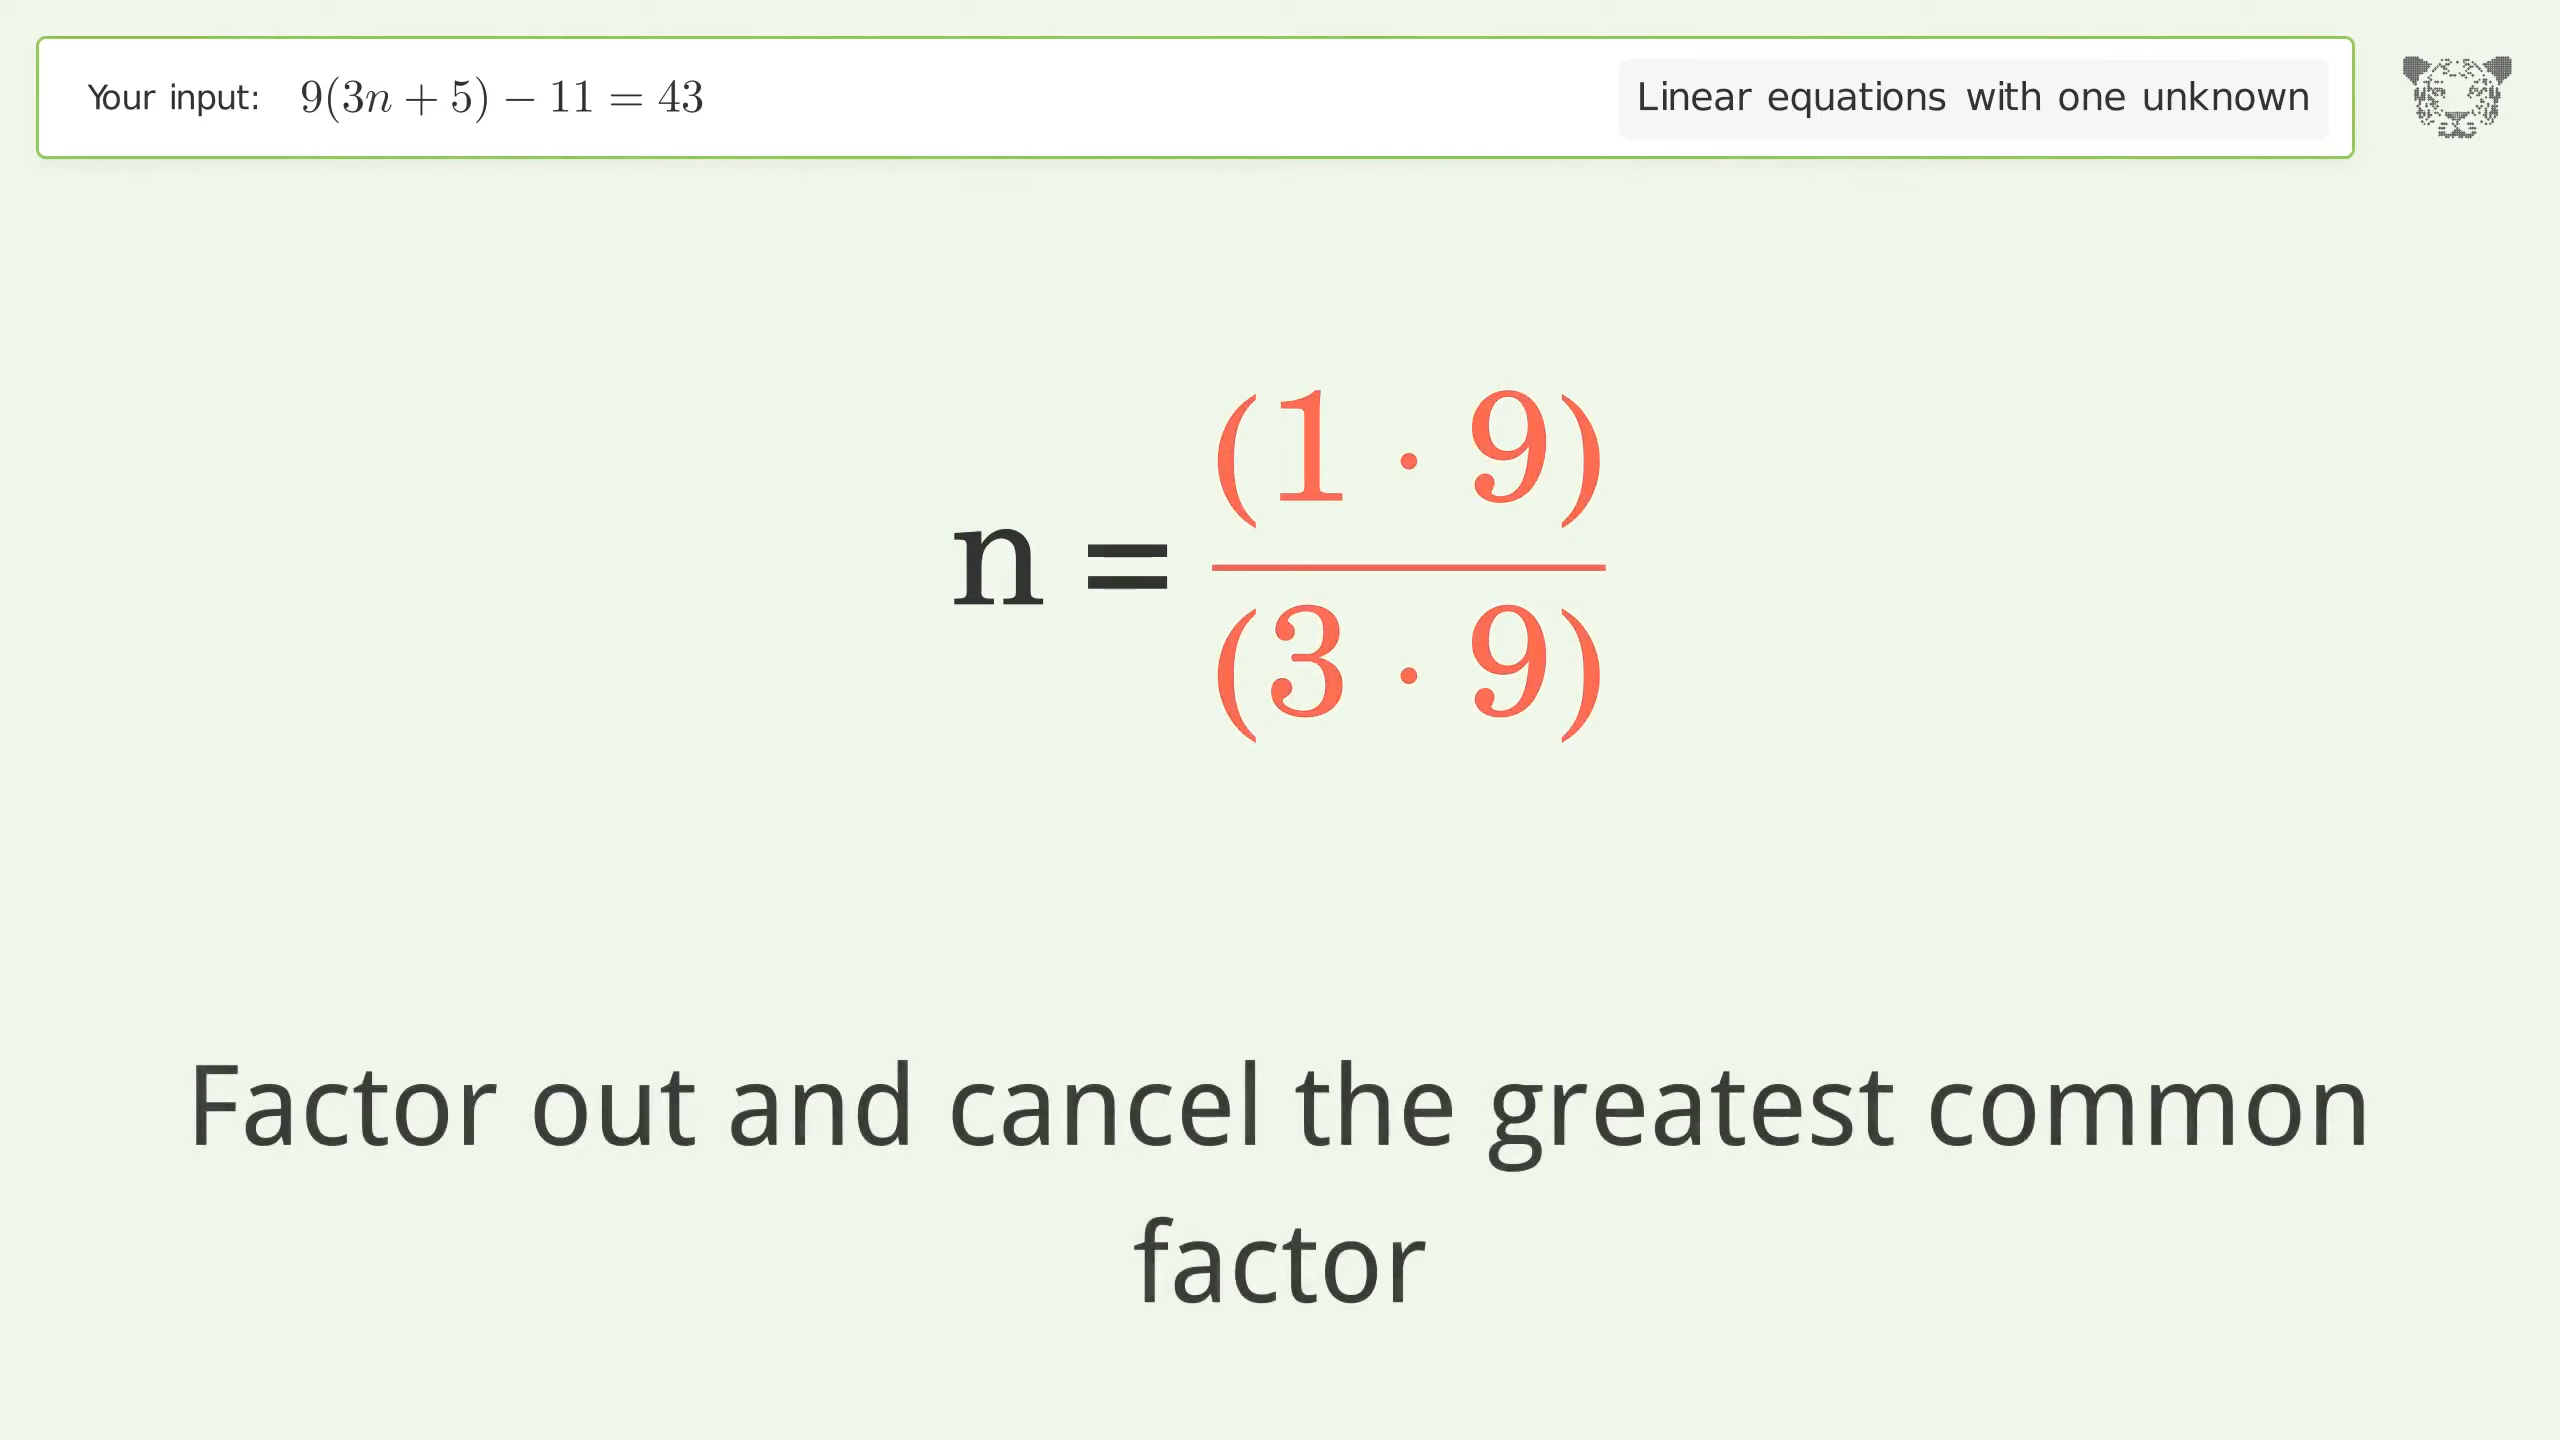 Your input: 9(3n + 5) − 11 = 43
Linear equations with one unknown
n = (1 · 9) / (3 · 9)
Factor out and cancel the greatest common
factor